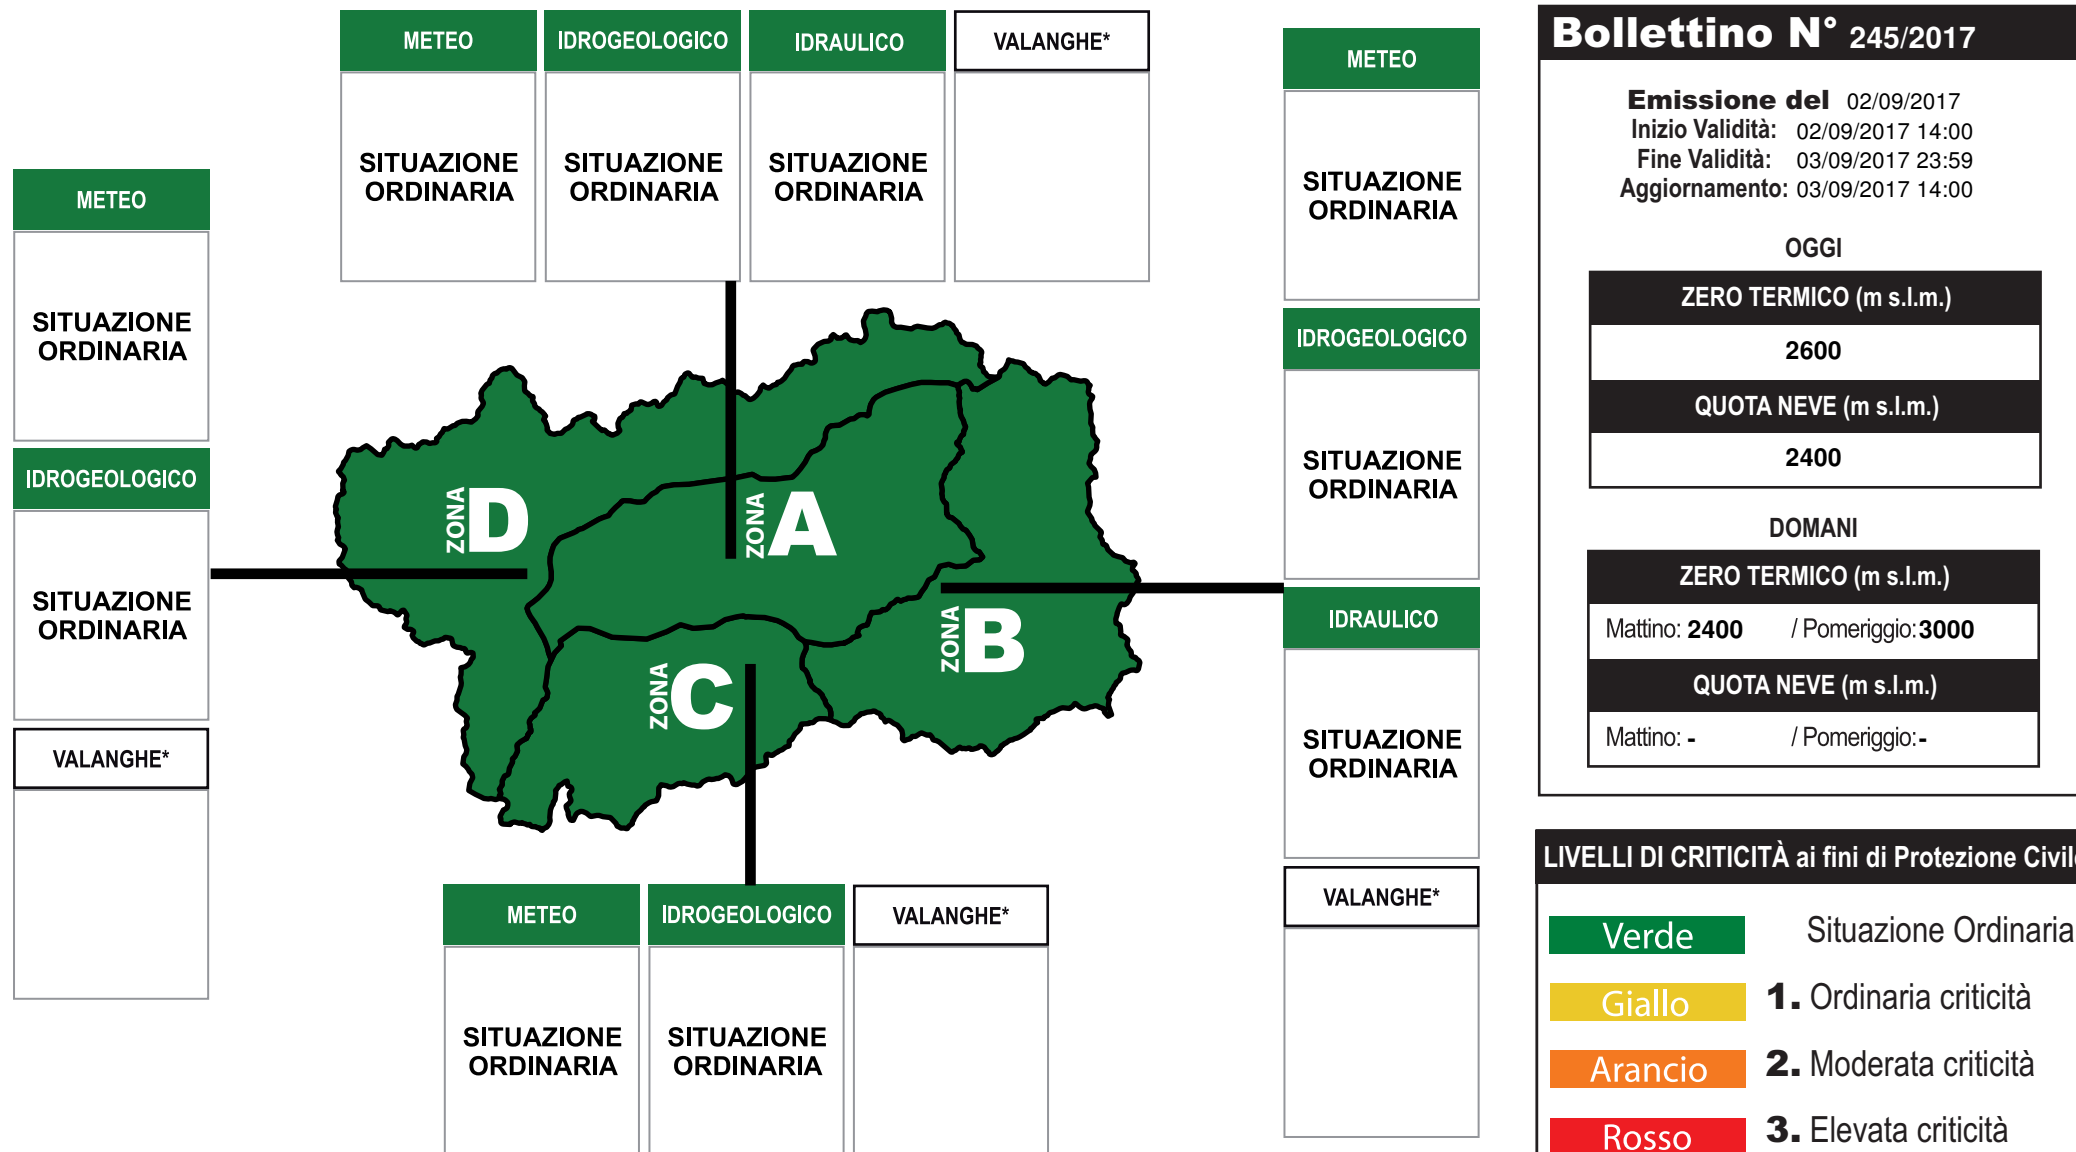 METEO
IDROGEOLOGICO
IDRAULICO
VALANGHE*
SITUAZIONE
ORDINARIA
SITUAZIONE
ORDINARIA
SITUAZIONE
ORDINARIA
METEO
SITUAZIONE
ORDINARIA
IDROGEOLOGICO
SITUAZIONE
ORDINARIA
VALANGHE*
ZONA D
ZONA A
ZONA B
ZONA C
METEO
SITUAZIONE
ORDINARIA
IDROGEOLOGICO
SITUAZIONE
ORDINARIA
IDRAULICO
SITUAZIONE
ORDINARIA
VALANGHE*
METEO
IDROGEOLOGICO
VALANGHE*
SITUAZIONE
ORDINARIA
SITUAZIONE
ORDINARIA
Bollettino N° 245/2017
Emissione del 02/09/2017
Inizio Validità: 02/09/2017 14:00
Fine Validità: 03/09/2017 23:59
Aggiornamento: 03/09/2017 14:00
OGGI
ZERO TERMICO (m s.l.m.)
2600
QUOTA NEVE (m s.l.m.)
2400
DOMANI
ZERO TERMICO (m s.l.m.)
Mattino: 2400 / Pomeriggio: 3000
QUOTA NEVE (m s.l.m.)
Mattino: - / Pomeriggio: -
LIVELLI DI CRITICITÀ ai fini di Protezione Civile
Verde Situazione Ordinaria
Giallo 1. Ordinaria criticità
Arancio 2. Moderata criticità
Rosso 3. Elevata criticità